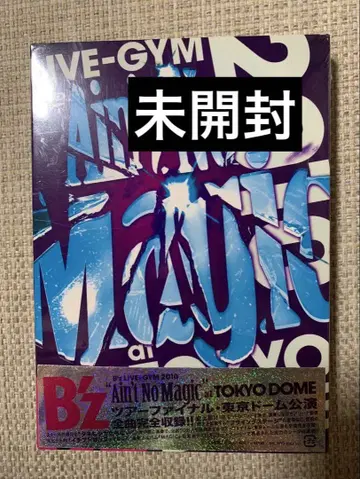 LIVE-GYM
2010
未開封
Ain't No
MAGIC
at
TOKYO
B'z
B'z LIVE-GYM 2010
"Ain't No Magic" at TOKYO DOME
ツアーファイナル・東京ドーム公演
全曲完全収録!!